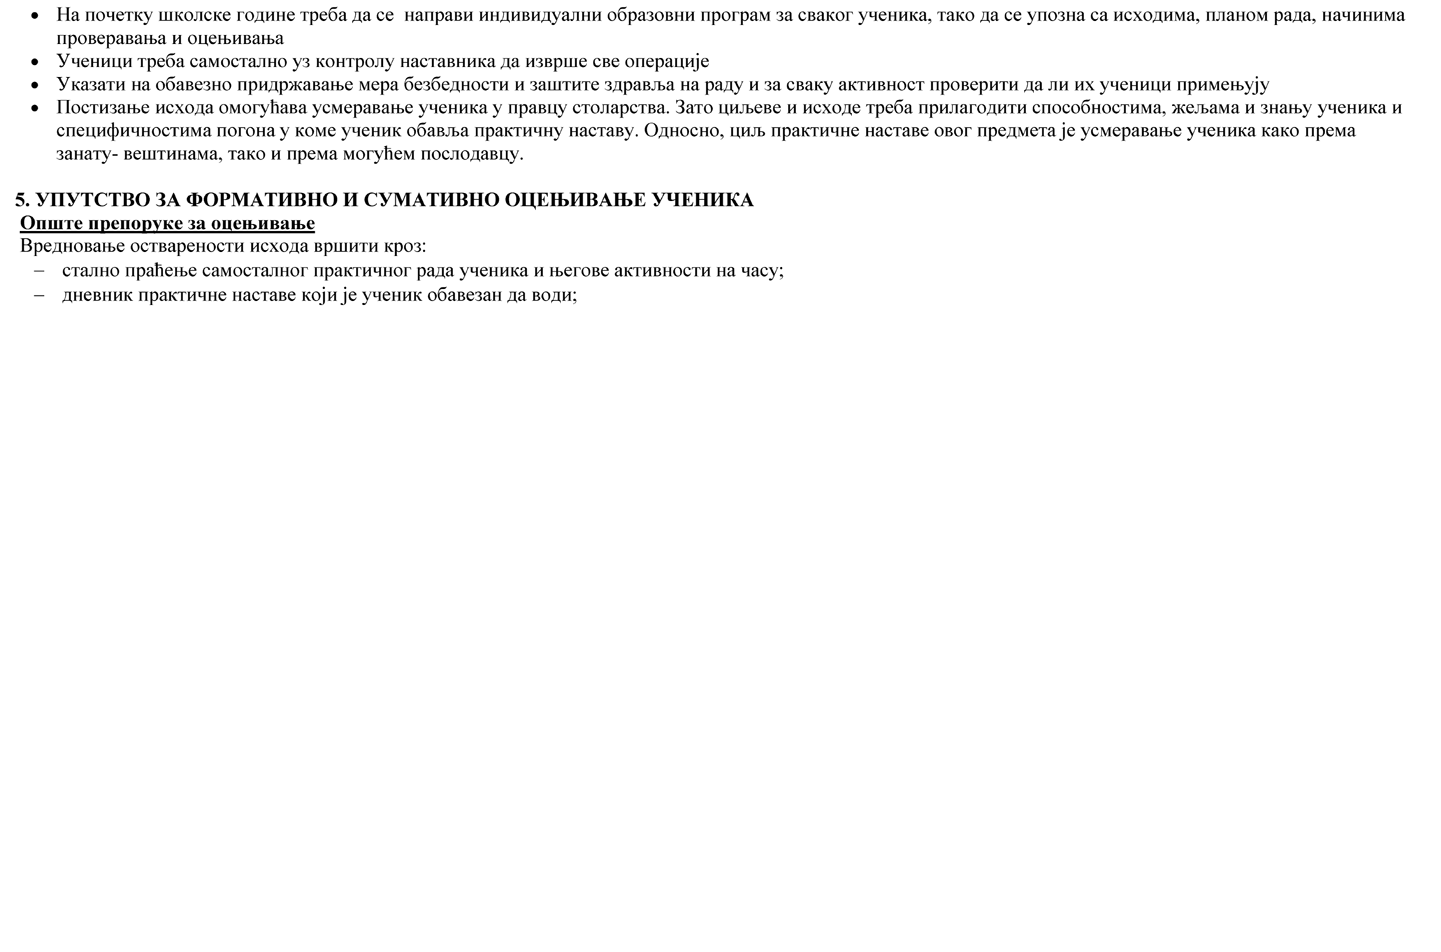 • На почетку школске године треба да се  направи индивидуални образовни програм за сваког ученика, тако да се упозна са исходима, планом рада, начинима
проверавања и оцењивања
• Ученици треба самостално уз контролу наставника да изврше све операције
• Указати на обавезно придржавање мера безбедности и заштите здравља на раду и за сваку активност проверити да ли их ученици примењују
• Постизање исхода омогућава усмеравање ученика у правцу столарства. Зато циљеве и исходе треба прилагодити способностима, жељама и знању ученика и
специфичностима погона у коме ученик обавља практичну наставу. Односно, циљ практичне наставе овог предмета је усмеравање ученика како према
занату- вештинама, тако и према могућем послодавцу.
5. УПУТСТВО ЗА ФОРМАТИВНО И СУМАТИВНО ОЦЕЊИВАЊЕ УЧЕНИКА
Опште препоруке за оцењивање
Вредновање остварености исхода вршити кроз:
– стално праћење самосталног практичног рада ученика и његове активности на часу;
– дневник практичне наставе који је ученик обавезан да води;